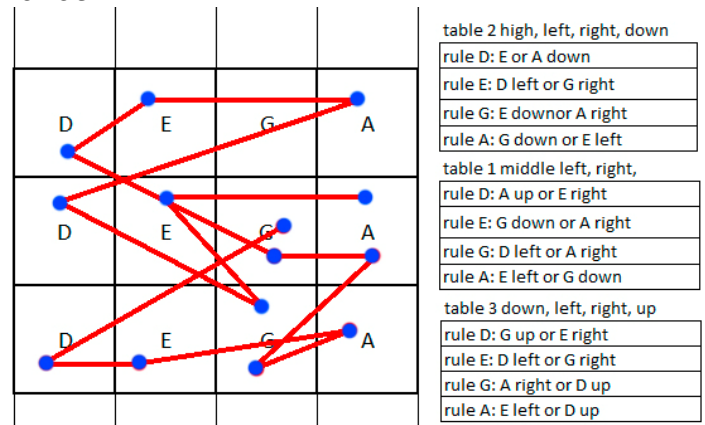 table 2 high, left, right, down
rule D: E or A down
rule E: D left or G right
rule G: E downor A right
rule A: G down or E left
table 1 middle left, right,
rule D: A up or E right
rule E: G down or A right
rule G: D left or A right
rule A: E left or G down
table 3 down, left, right, up
rule D: G up or E right
rule E: D left or G right
rule G: A right or D up
rule A: E left or D up
D E G A
D E G A
D E G A